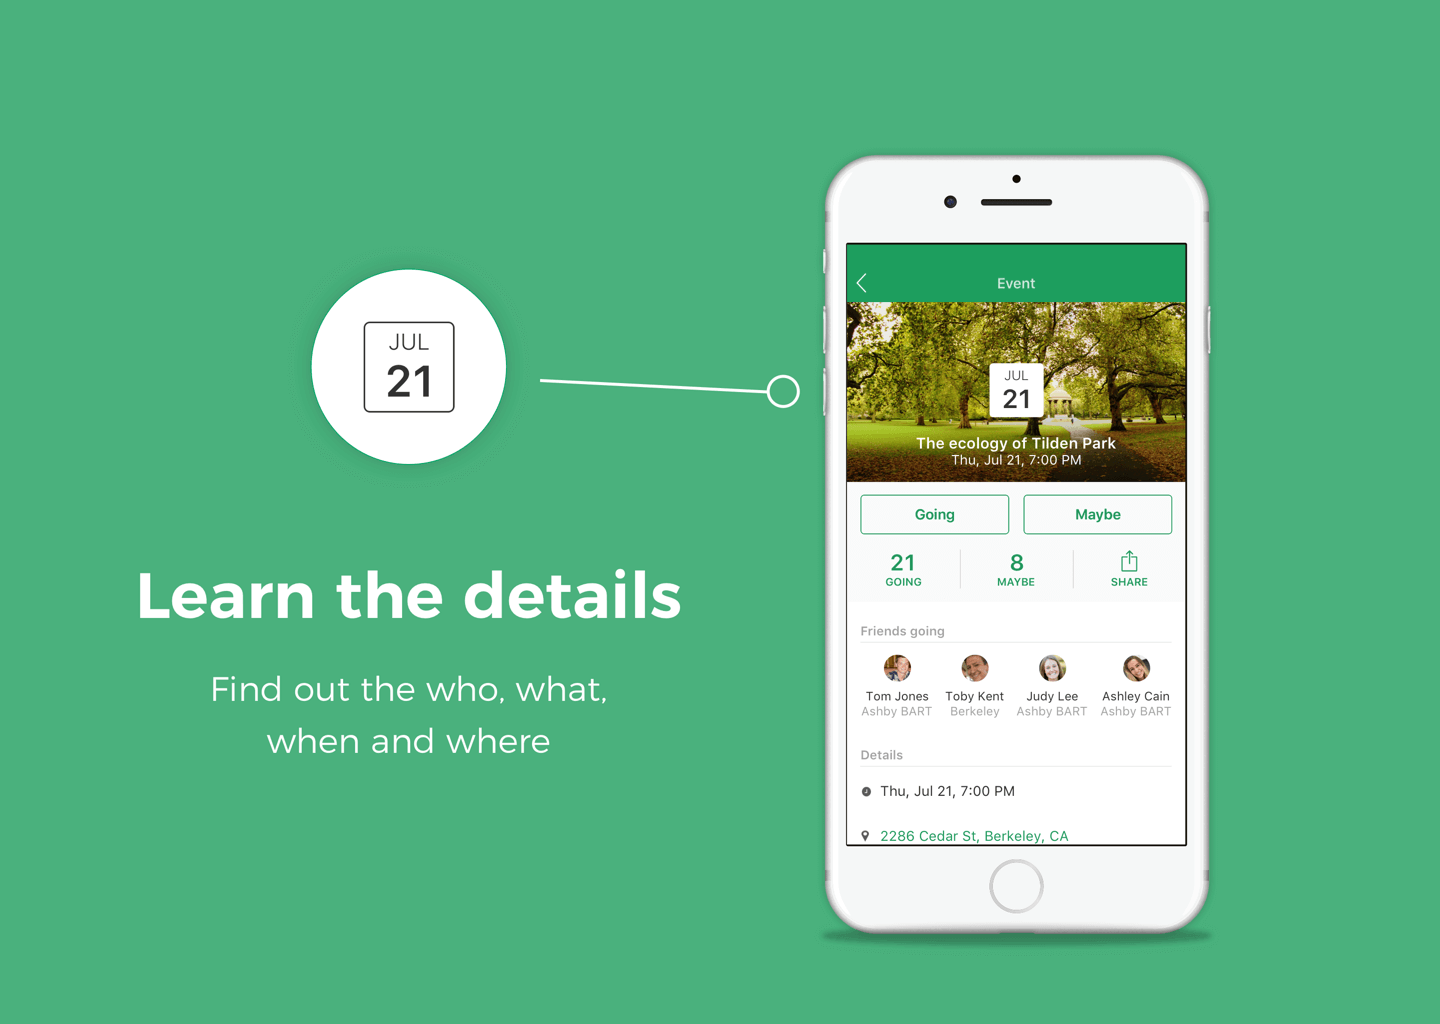 JUL
21
Learn the details
Find out the who, what,
when and where
Event
JUL
21
The ecology of Tilden Park
Thu, Jul 21, 7:00 PM
Going
Maybe
21
GOING
8
MAYBE
SHARE
Friends going
Tom Jones
Ashby BART
Toby Kent
Berkeley
Judy Lee
Ashby BART
Ashley Cain
Ashby BART
Details
Thu, Jul 21, 7:00 PM
2286 Cedar St, Berkeley, CA